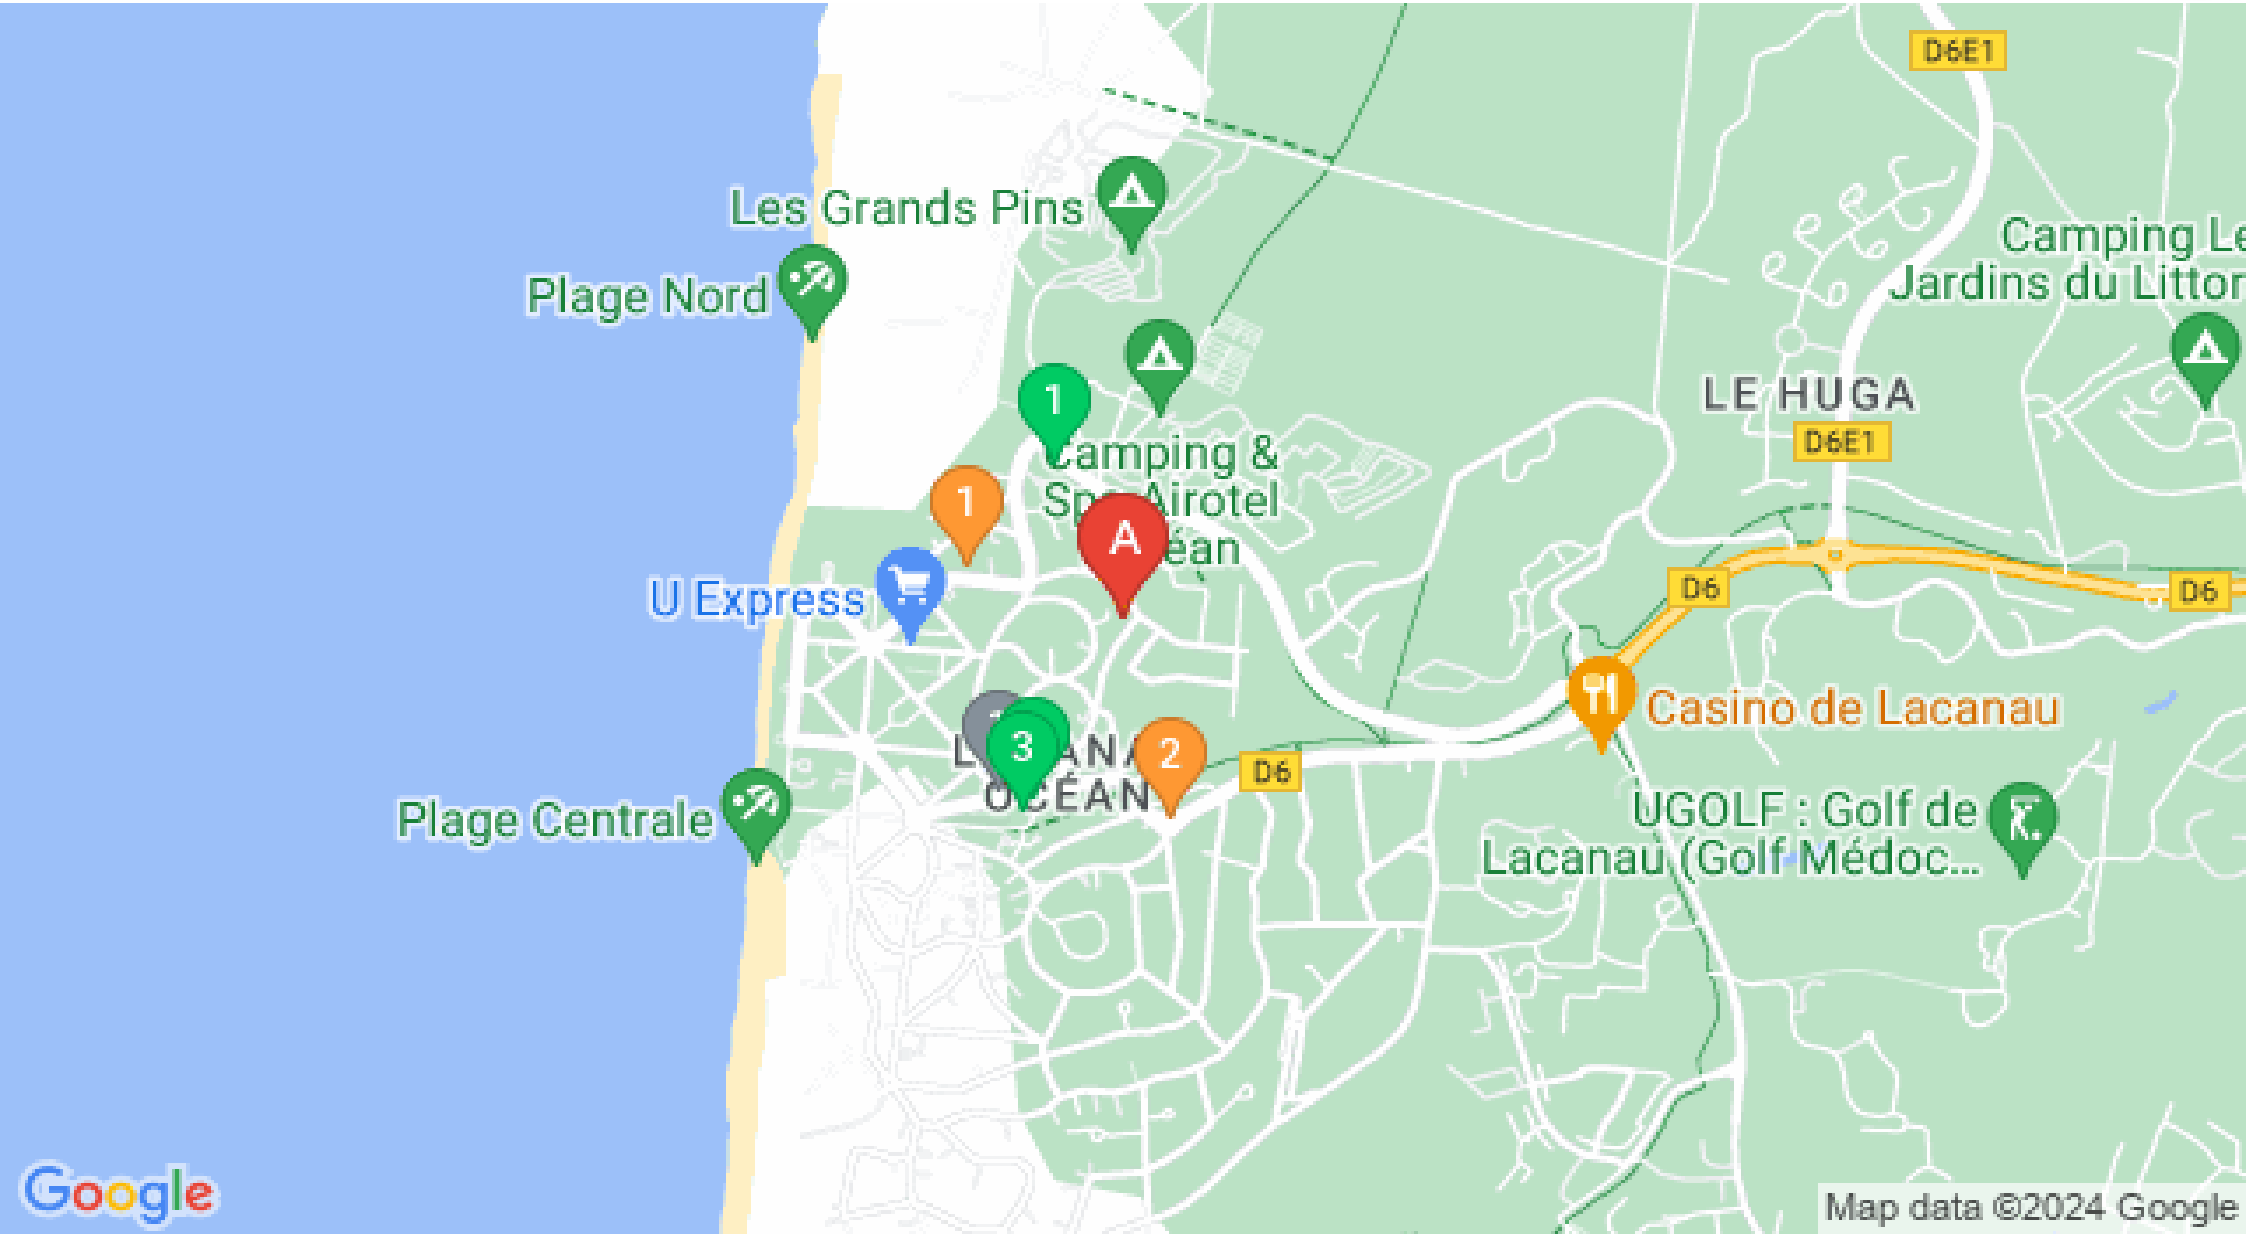 D6E1
Les Grands Pins
Plage Nord
Camping Le
Jardins du Littor
1
LE HUGA
D6E1
Camping &
Airotel
éan
1
A
U Express
D6
D6
Casino de Lacanau
3
2
OCÉAN
D6
Plage Centrale
UGOLF : Golf de
Lacanau (Golf Médoc...
Google
Map data ©2024 Google